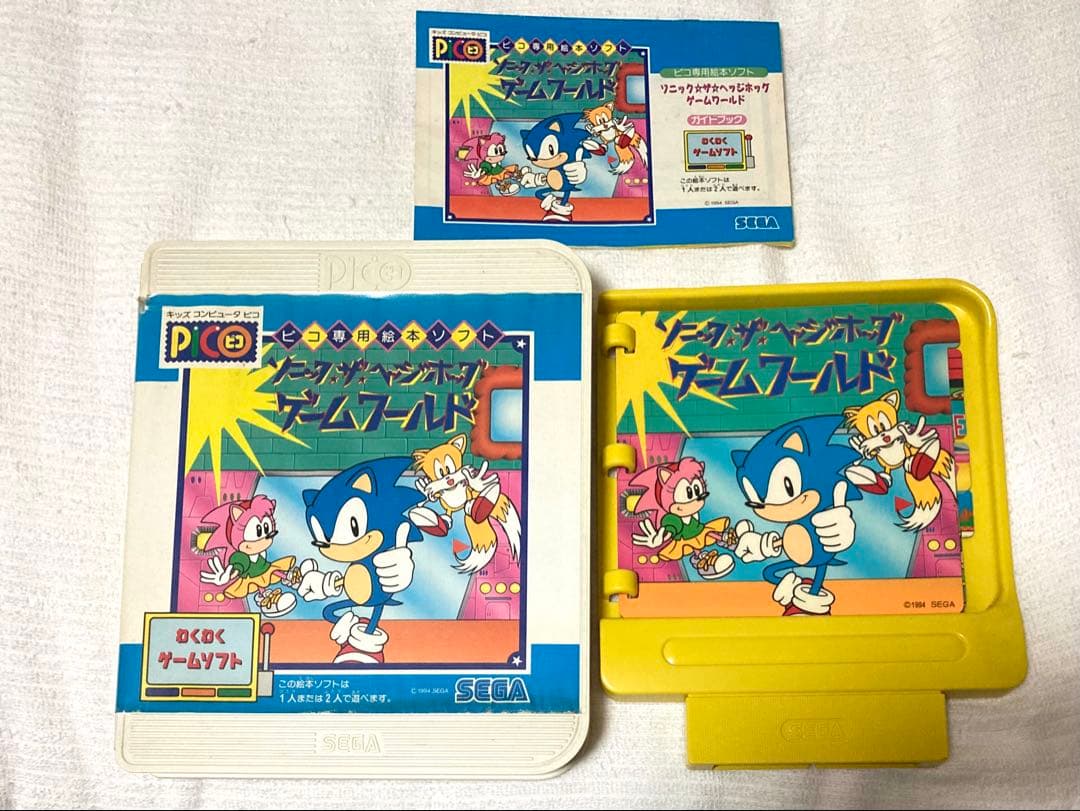 キッズ コンピュータ ピコ
PICO ピコ
ピコ専用絵本ソフト
ソニック☆ザ☆ヘッジホッグ
ゲームワールド
ピコ専用絵本ソフト
ソニック☆ザ☆ヘッジホッグ
ゲームワールド
ガイドブック
わくわく
ゲームソフト
この絵本ソフトは
1人または2人で遊べます。
© 1994 SEGA
SEGA
PICO ピコ
キッズ コンピュータ ピコ
PICO ピコ
ピコ専用絵本ソフト
ソニック☆ザ☆ヘッジホッグ
ゲームワールド
わくわく
ゲームソフト
この絵本ソフトは
1人または2人で遊べます。
© 1994 SEGA
SEGA
SEGA
ソニック☆ザ☆ヘッジホッグ
ゲームワールド
©1994 SEGA
SEGA